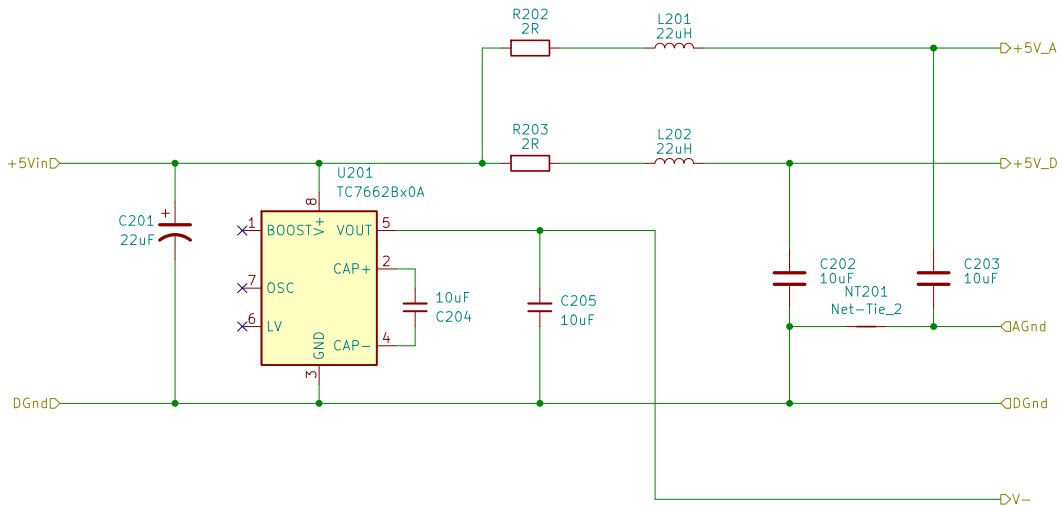 R202
2R
L201
22uH
+5V_A
R203
2R
L202
22uH
+5Vin
+5V_D
U201
TC7662Bx0A
8
V+
C201
22uF
+
1
BOOST
VOUT
5
CAP+
2
7
OSC
10uF
C204
C205
10uF
C202
10uF
C203
10uF
NT201
Net-Tie_2
6
LV
CAP-
4
GND
3
AGnd
DGnd
DGnd
V-